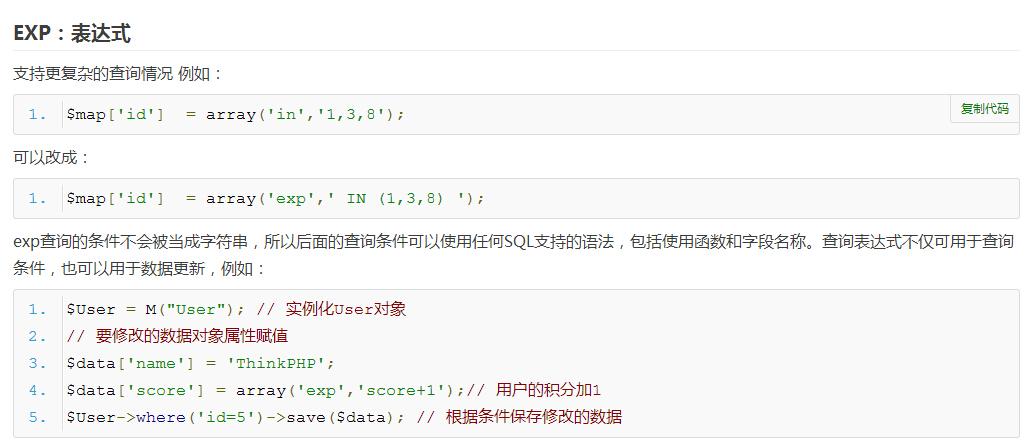 EXP：表达式
支持更复杂的查询情况 例如：
复制代码
1. $map['id']  = array('in','1,3,8');
可以改成：
1. $map['id']  = array('exp',' IN (1,3,8) ');
exp查询的条件不会被当成字符串，所以后面的查询条件可以使用任何SQL支持的语法，包括使用函数和字段名称。查询表达式不仅可用于查询
条件，也可以用于数据更新，例如：
1. $User = M("User"); // 实例化User对象
2. // 要修改的数据对象属性赋值
3. $data['name'] = 'ThinkPHP';
4. $data['score'] = array('exp','score+1');// 用户的积分加1
5. $User->where('id=5')->save($data); // 根据条件保存修改的数据